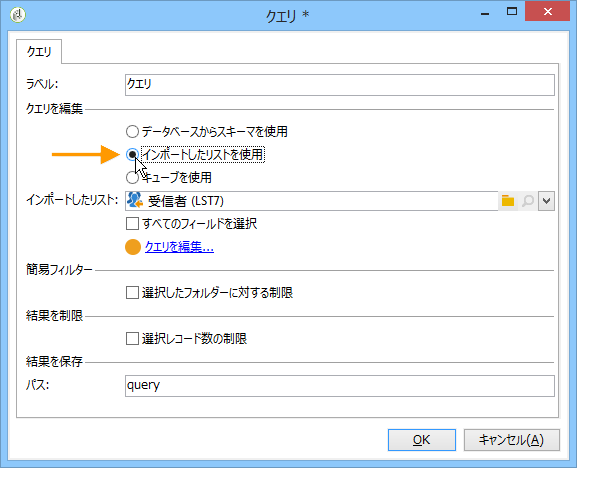 クエリ *
クエリ
ラベル:
クエリ
クエリを編集
データベースからスキーマを使用
インポートしたリストを使用
キューブを使用
インポートしたリスト: 受信者 (LST7)
すべてのフィールドを選択
クエリを編集...
簡易フィルター
選択したフォルダーに対する制限
結果を制限
選択レコード数の制限
結果を保存
パス: query
OK キャンセル(A)